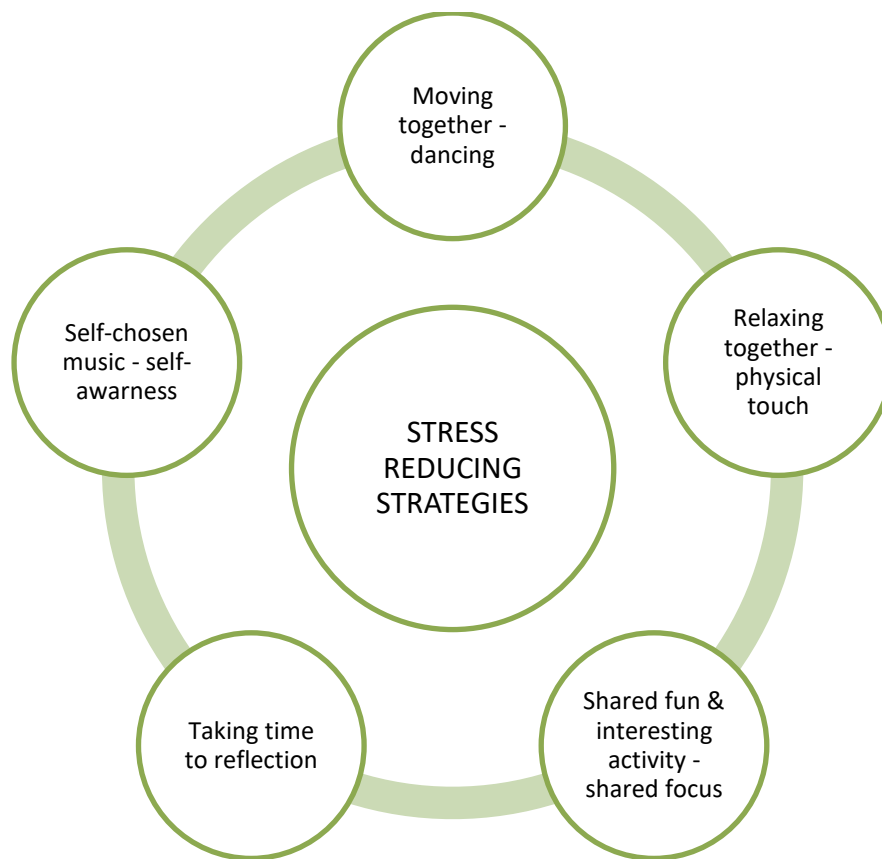 Moving
together -
dancing
Relaxing
together -
physical
touch
Shared fun &
interesting
activity -
shared focus
Taking time
to reflection
Self-chosen
music - self-
awarness
STRESS
REDUCING
STRATEGIES